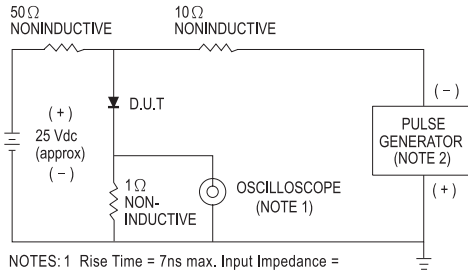 50Ω
NONINDUCTIVE
10Ω
NONINDUCTIVE
(+)
25 Vdc
(approx)
(−)
D.U.T
1Ω
NON-
INDUCTIVE
OSCILLOSCOPE
(NOTE 1)
(−)
PULSE
GENERATOR
(NOTE 2)
(+)
NOTES: 1 Rise Time = 7ns max. Input Impedance =